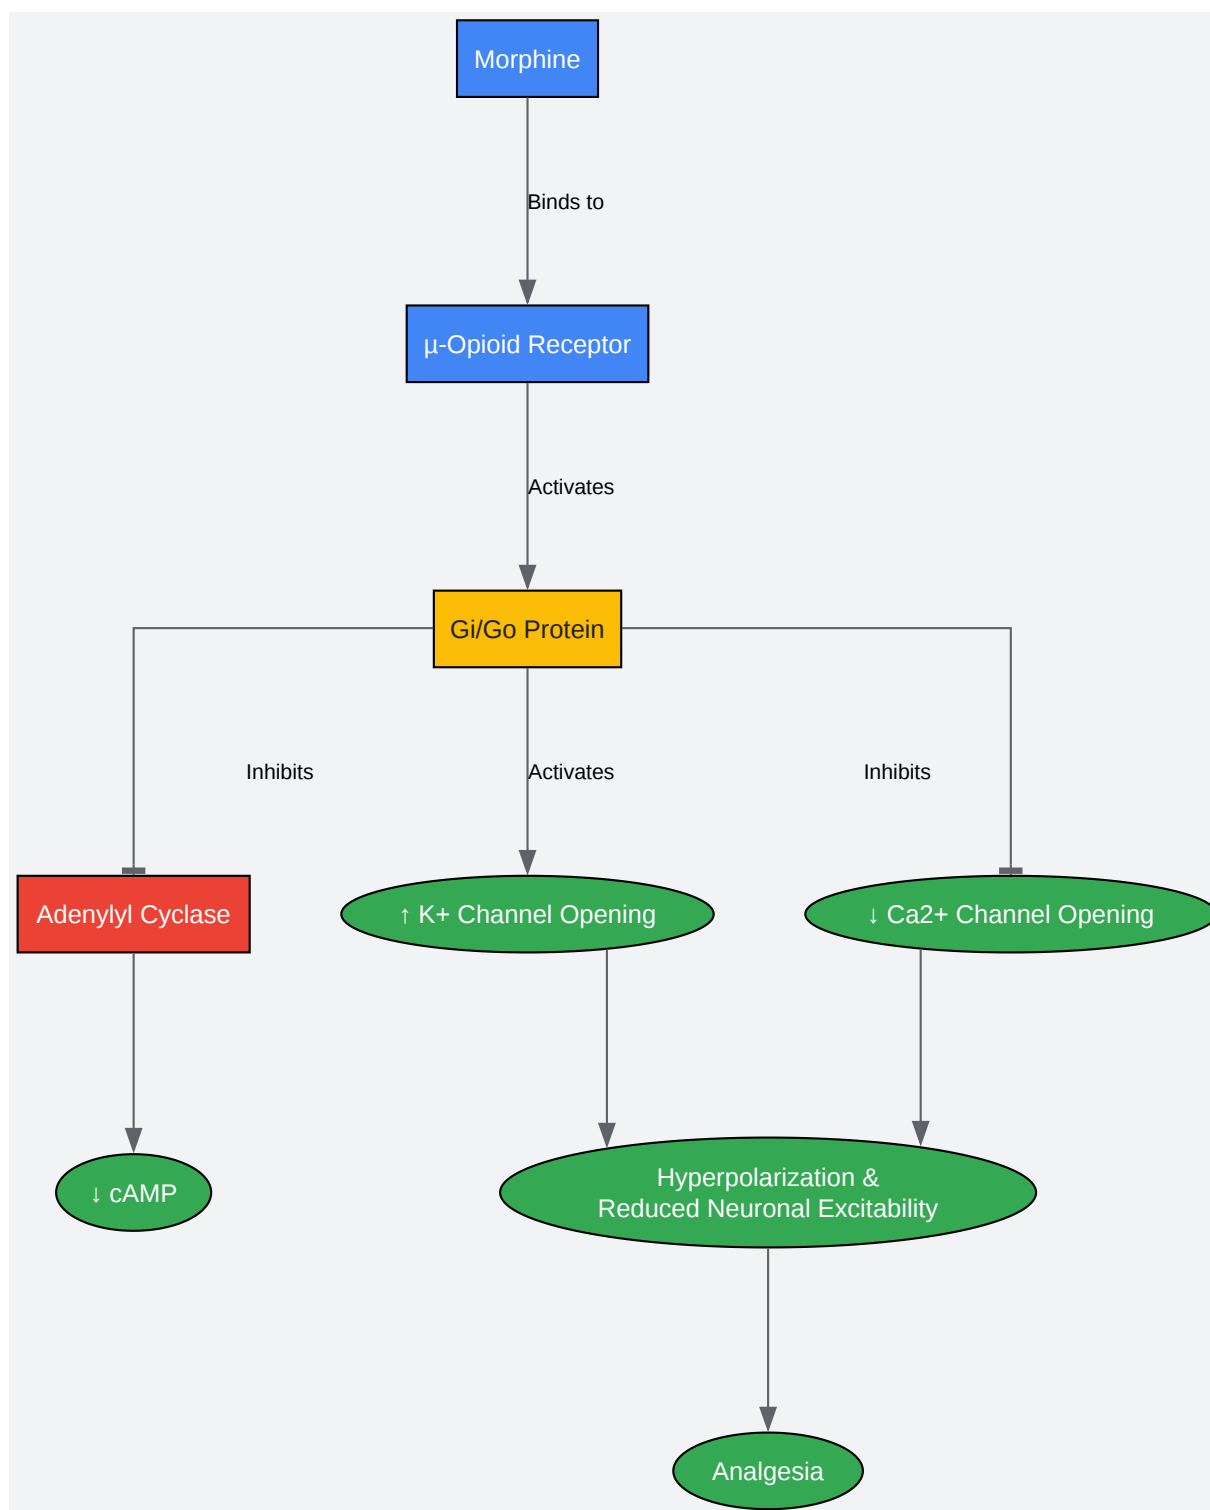 Morphine
Binds to
µ-Opioid Receptor
Activates
Gi/Go Protein
Inhibits
Activates
Inhibits
Adenylyl Cyclase
↑ K+ Channel Opening
↓ Ca2+ Channel Opening
↓ cAMP
Hyperpolarization &
Reduced Neuronal Excitability
Analgesia